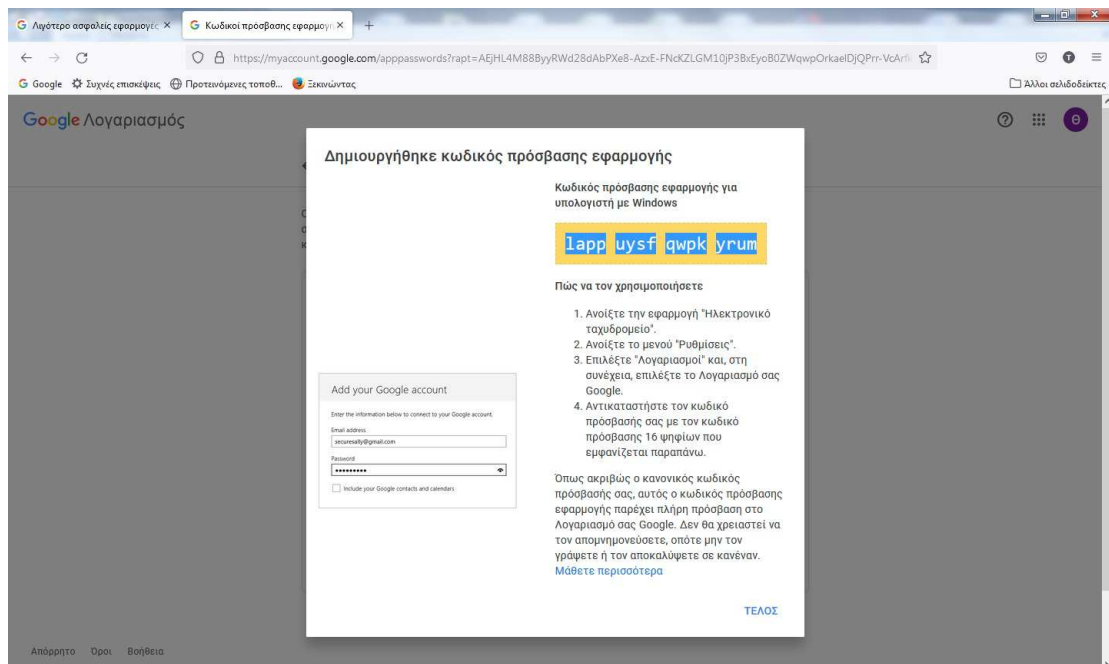 Λιγότερο ασφαλείς εφαρμογές
Κωδικοί πρόσβασης εφαρμογή
https://myaccount.google.com/apppasswords?rapt=
Google
Συχνές επισκέψεις
Προτεινόμενες τοποθ...
Ξεκινώντας
Άλλοι σελιδοδείκτες
Google Λογαριασμός
Θ
Δημιουργήθηκε κωδικός πρόσβασης εφαρμογής
Κωδικός πρόσβασης εφαρμογής για
υπολογιστή με Windows
lapp uysf qwpk yrum
Πώς να τον χρησιμοποιήσετε
1. Ανοίξτε την εφαρμογή "Ηλεκτρονικό
ταχυδρομείο".
2. Ανοίξτε το μενού "Ρυθμίσεις".
3. Επιλέξτε "Λογαριασμοί" και, στη
συνέχεια, επιλέξτε το Λογαριασμό σας
Google.
4. Αντικαταστήστε τον κωδικό
πρόσβασής σας με τον κωδικό
πρόσβασης 16 ψηφίων που
εμφανίζεται παραπάνω.
Add your Google account
Enter the information below to connect to your Google account.
Email address
securesally@gmail.com
Password
Include your Google contacts and calendars
Όπως ακριβώς ο κανονικός κωδικός
πρόσβασής σας, αυτός ο κωδικός πρόσβασης
εφαρμογής παρέχει πλήρη πρόσβαση στο
Λογαριασμό σας Google. Δεν θα χρειαστεί να
τον απομνημονεύσετε, οπότε μην τον
γράψετε ή τον αποκαλύψετε σε κανέναν.
Μάθετε περισσότερα
ΤΕΛΟΣ
Απόρρητο Όροι Βοήθεια